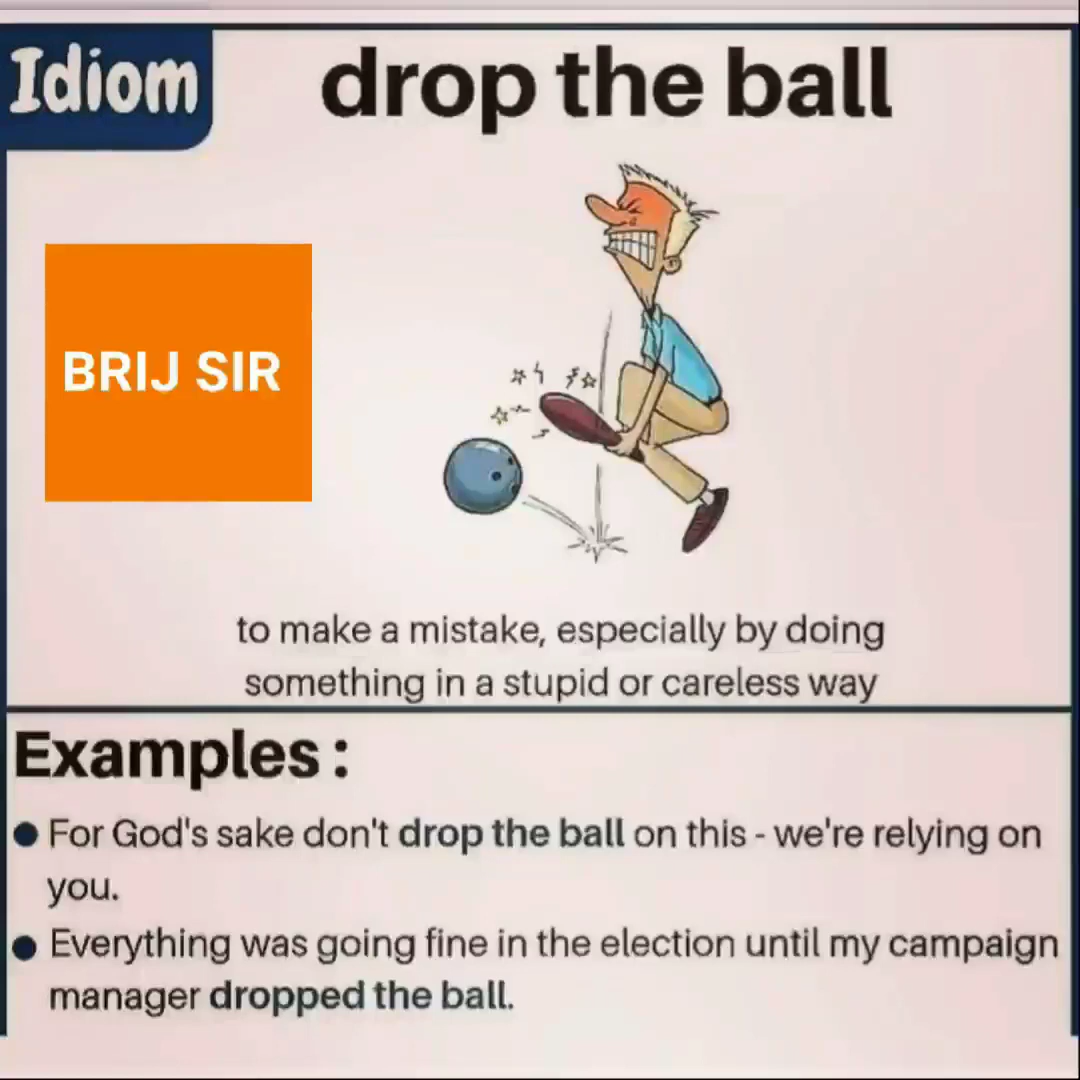 Idiom
drop the ball
BRIJ SIR
to make a mistake, especially by doing
something in a stupid or careless way
Examples :
● For God's sake don't drop the ball on this - we're relying on
you.
● Everything was going fine in the election until my campaign
manager dropped the ball.